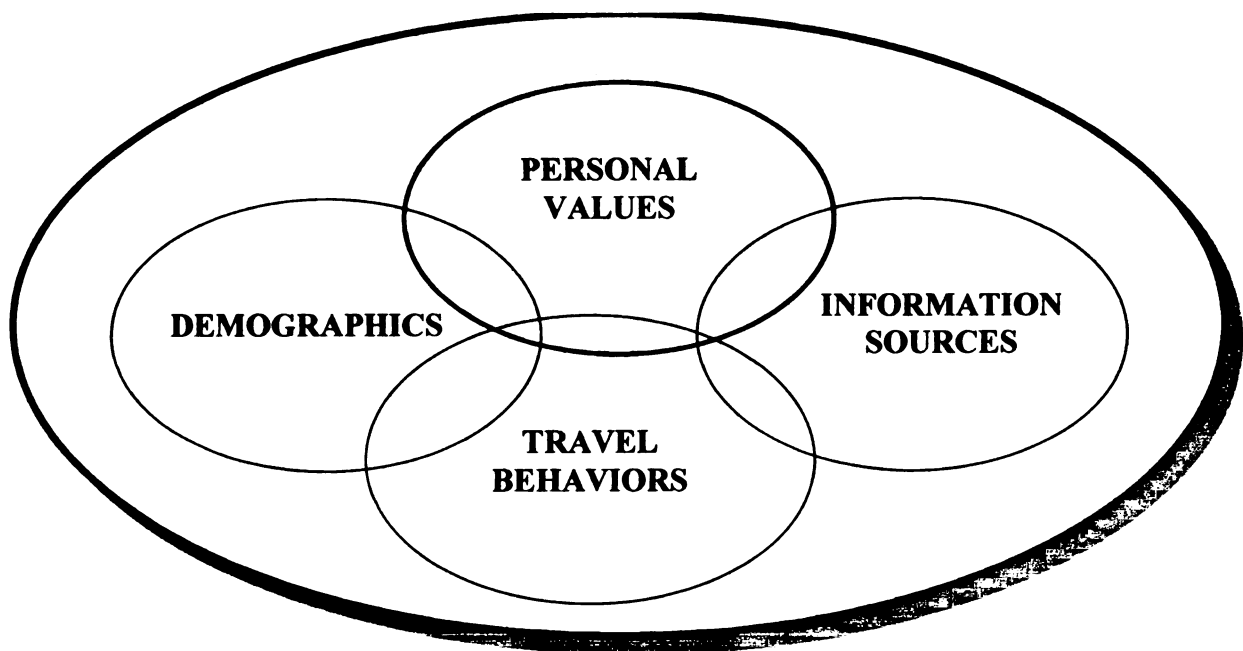 PERSONAL
VALUES
DEMOGRAPHICS
INFORMATION
SOURCES
TRAVEL
BEHAVIORS